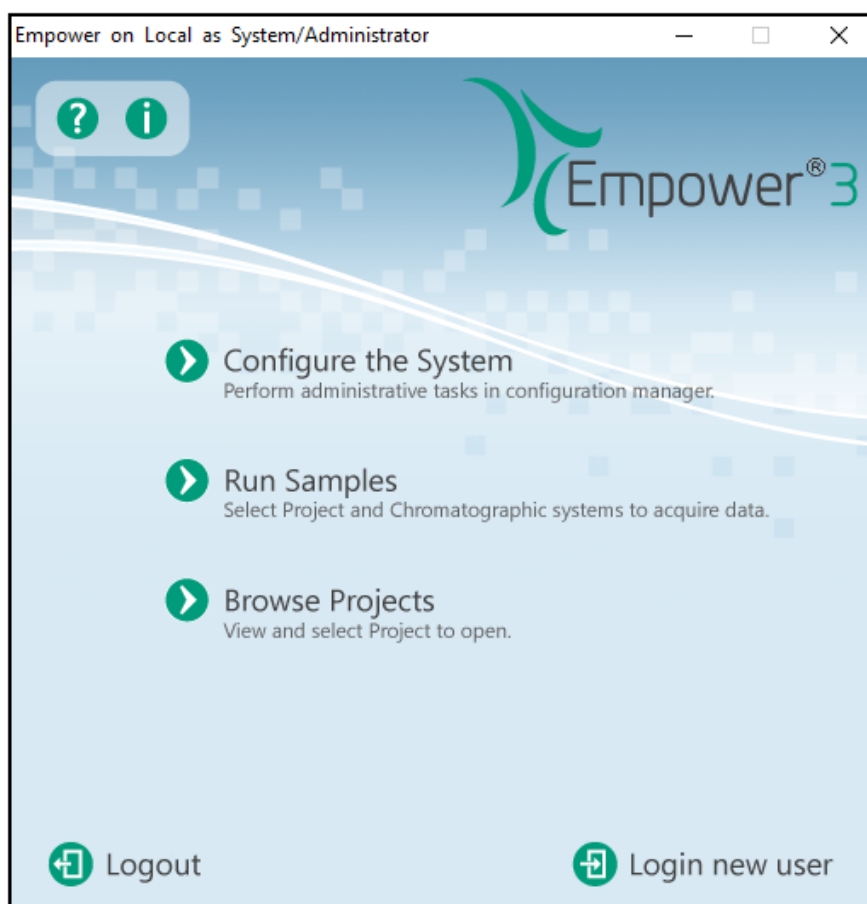 Empower on Local as System/Administrator
? i
Empower®3
Configure the System
Perform administrative tasks in configuration manager.
Run Samples
Select Project and Chromatographic systems to acquire data.
Browse Projects
View and select Project to open.
Logout
Login new user